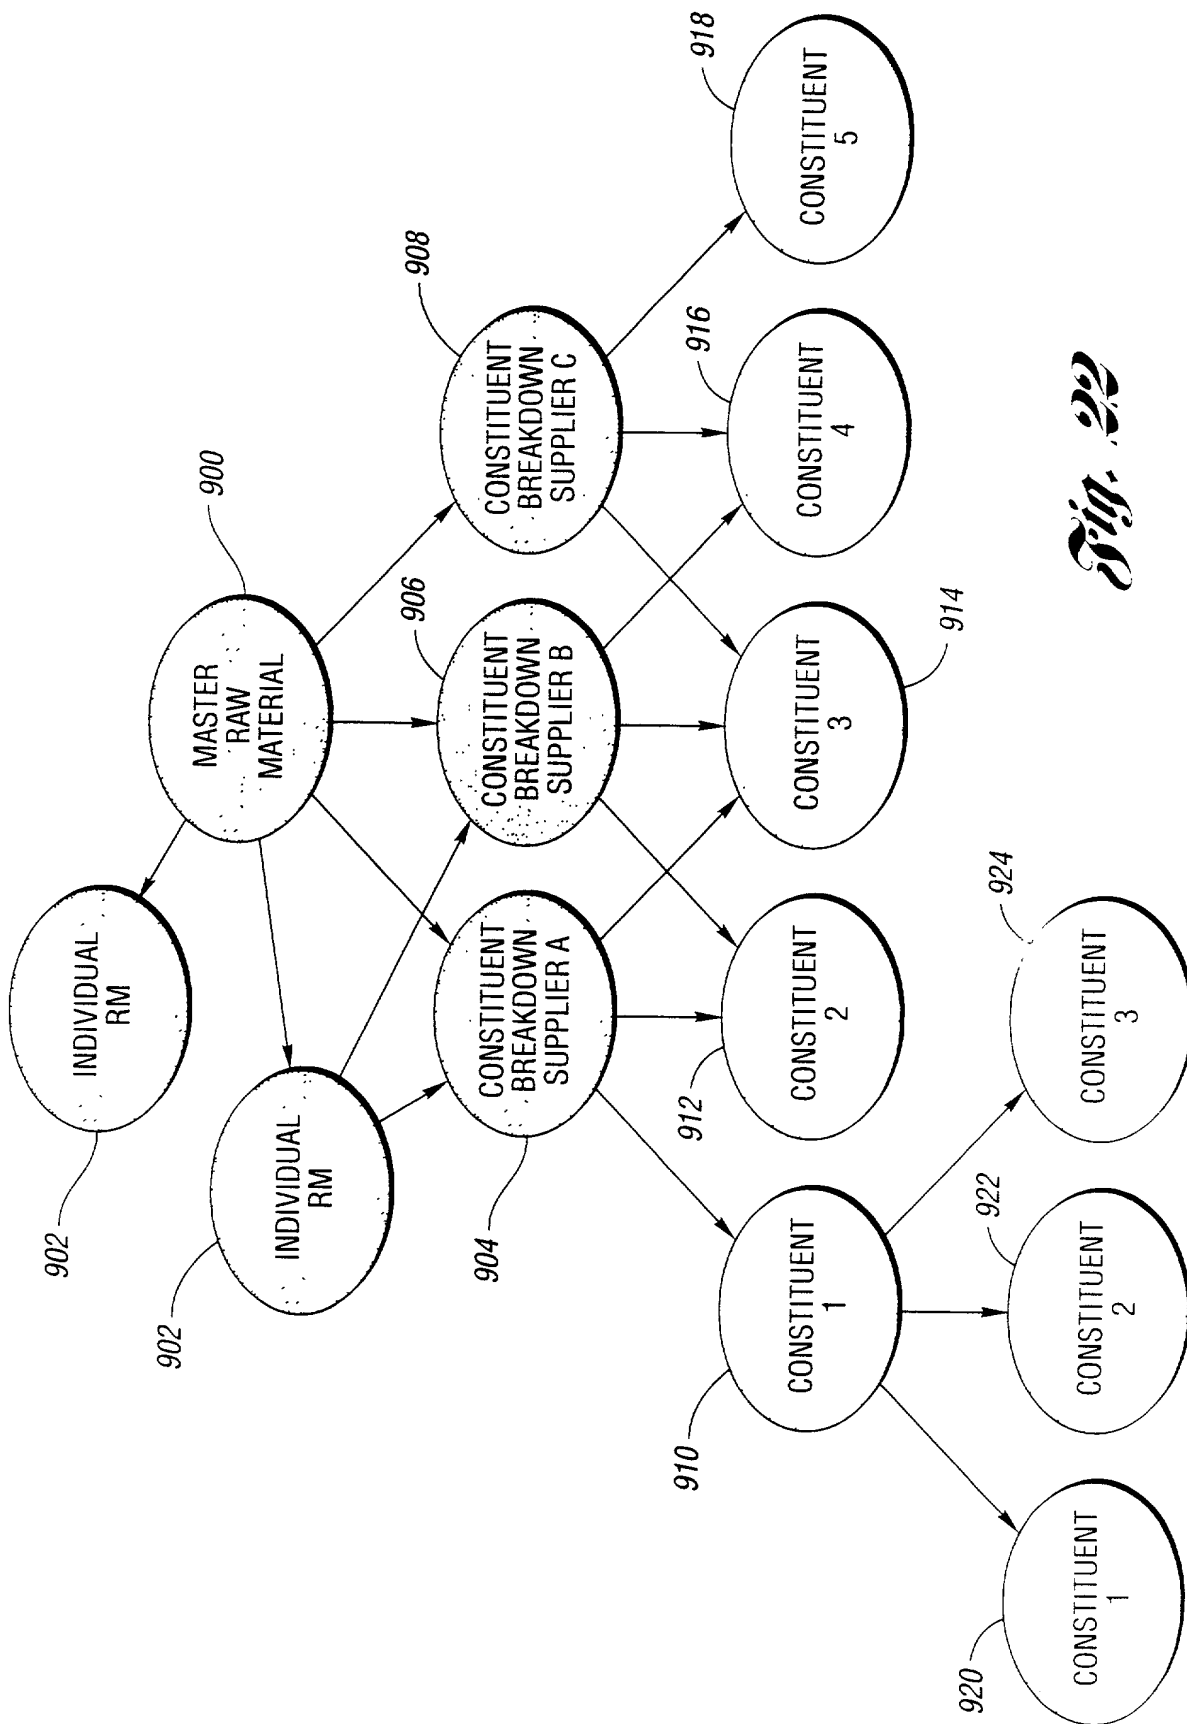 902
INDIVIDUAL
RM
902
INDIVIDUAL
RM
MASTER
RAW
MATERIAL
900
904
CONSTITUENT
BREAKDOWN
SUPPLIER A
906
CONSTITUENT
BREAKDOWN
SUPPLIER B
908
CONSTITUENT
BREAKDOWN
SUPPLIER C
910
CONSTITUENT
1
912
CONSTITUENT
2
CONSTITUENT
3
914
916
CONSTITUENT
4
918
CONSTITUENT
5
920
CONSTITUENT
1
922
CONSTITUENT
2
924
CONSTITUENT
3
Fig. 22